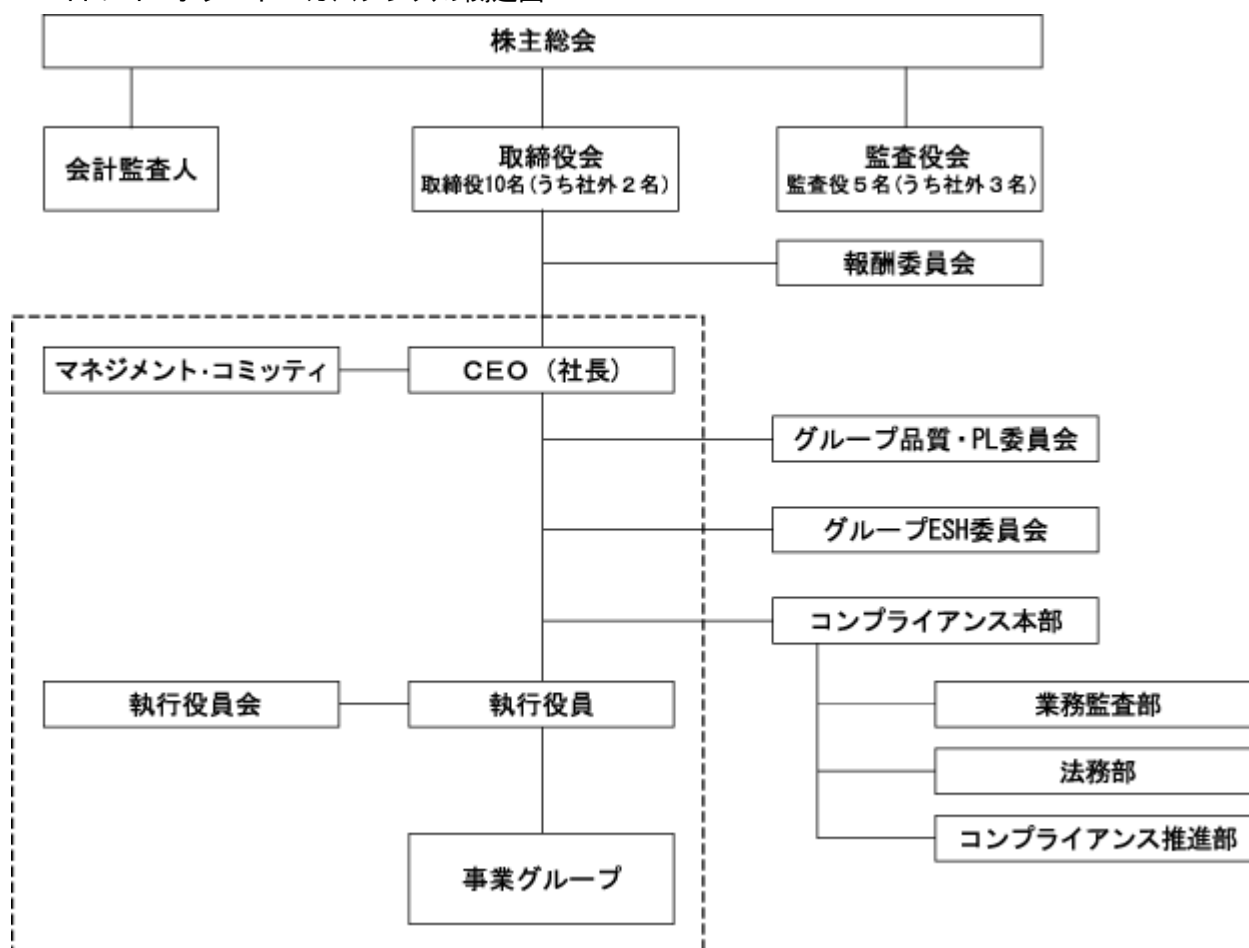 株主総会
会計監査人
取締役会
取締役10名(うち社外２名)
監査役会
監査役５名(うち社外３名)
報酬委員会
マネジメント・コミッティ
ＣＥＯ（社長）
グループ品質・PL委員会
グループESH委員会
コンプライアンス本部
執行役員会
執行役員
業務監査部
法務部
コンプライアンス推進部
事業グループ